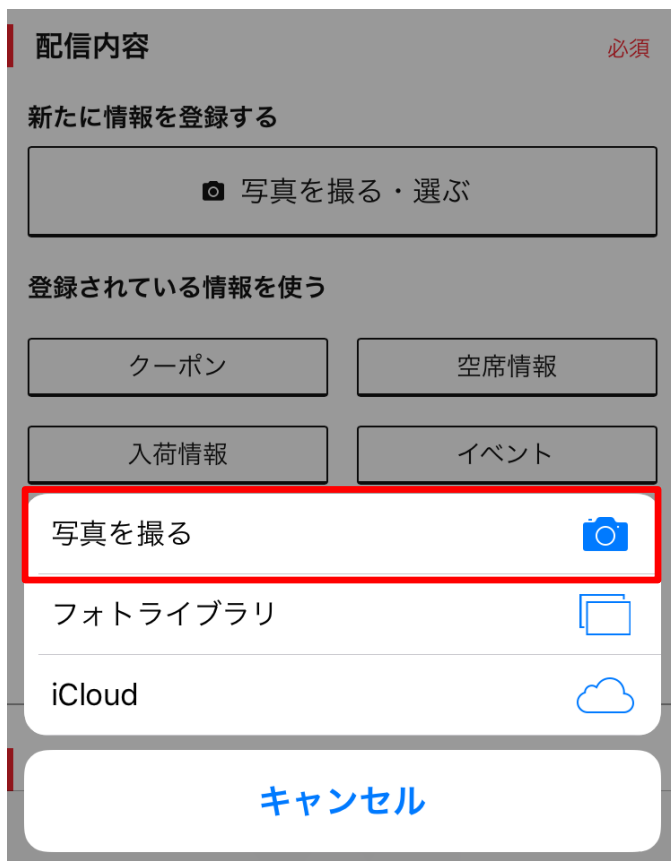 配信内容
必須
新たに情報を登録する
写真を撮る・選ぶ
登録されている情報を使う
クーポン
空席情報
入荷情報
イベント
写真を撮る
フォトライブラリ
iCloud
キャンセル